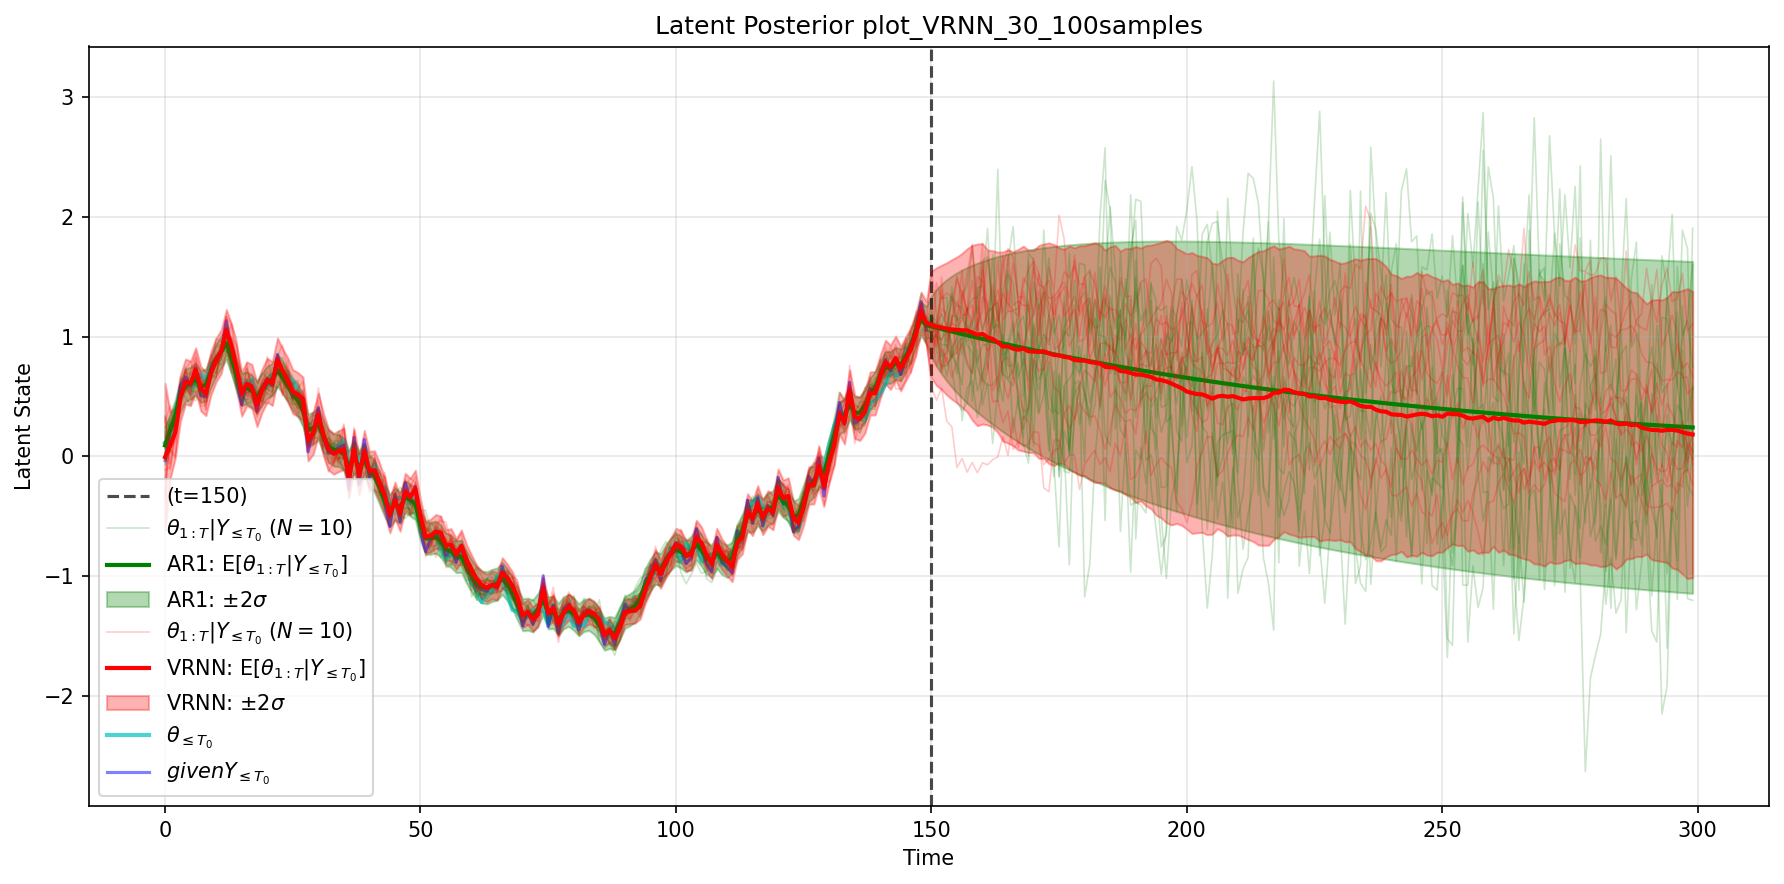 Latent Posterior plot_VRNN_30_100samples
Latent State
3
2
1
0
−1
−2
(t=150)
θ₁:T|Y≤T₀ (N = 10)
AR1: E[θ₁:T|Y≤T₀]
AR1: ±2σ
θ₁:T|Y≤T₀ (N = 10)
VRNN: E[θ₁:T|Y≤T₀]
VRNN: ±2σ
θ≤T₀
givenY≤T₀
0 50 100 150 200 250 300
Time